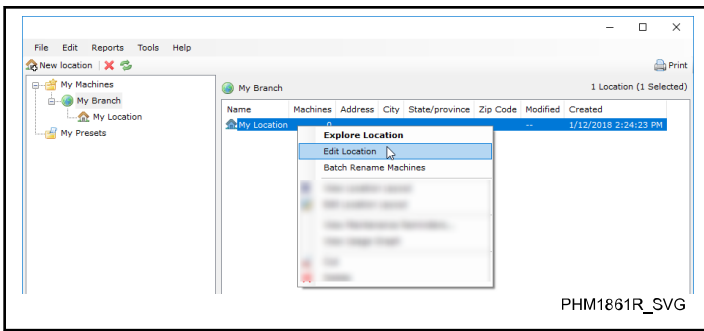 File Edit Reports Tools Help
New location Print
My Machines
My Branch
My Location
My Presets
My Branch 1 Location (1 Selected)
Name Machines Address City State/province Zip Code Modified Created
My Location 0 -- 1/12/2018 2:24:23 PM
Explore Location
Edit Location
Batch Rename Machines
PHM1861R_SVG